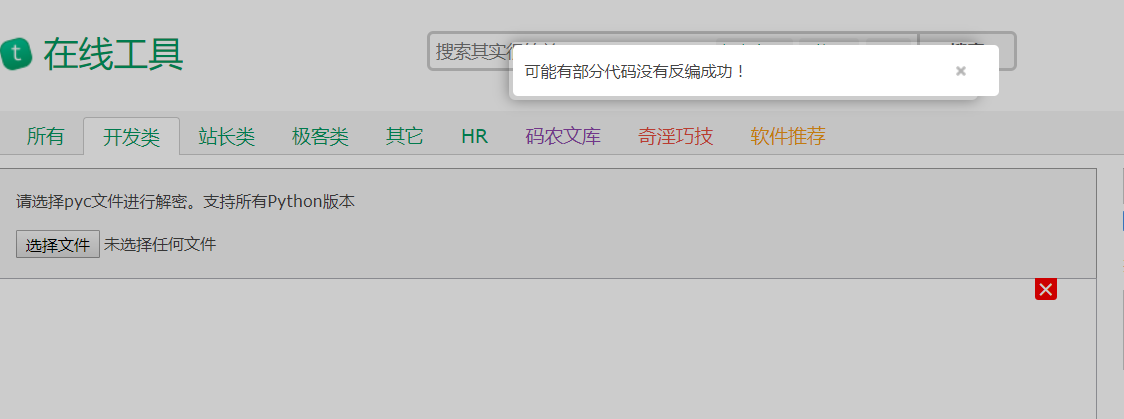 t 在线工具
搜索其实很
可能有部分代码没有反编成功！
所有 开发类 站长类 极客类 其它 HR 码农文库 奇淫巧技 软件推荐
请选择pyc文件进行解密。支持所有Python版本
选择文件 未选择任何文件